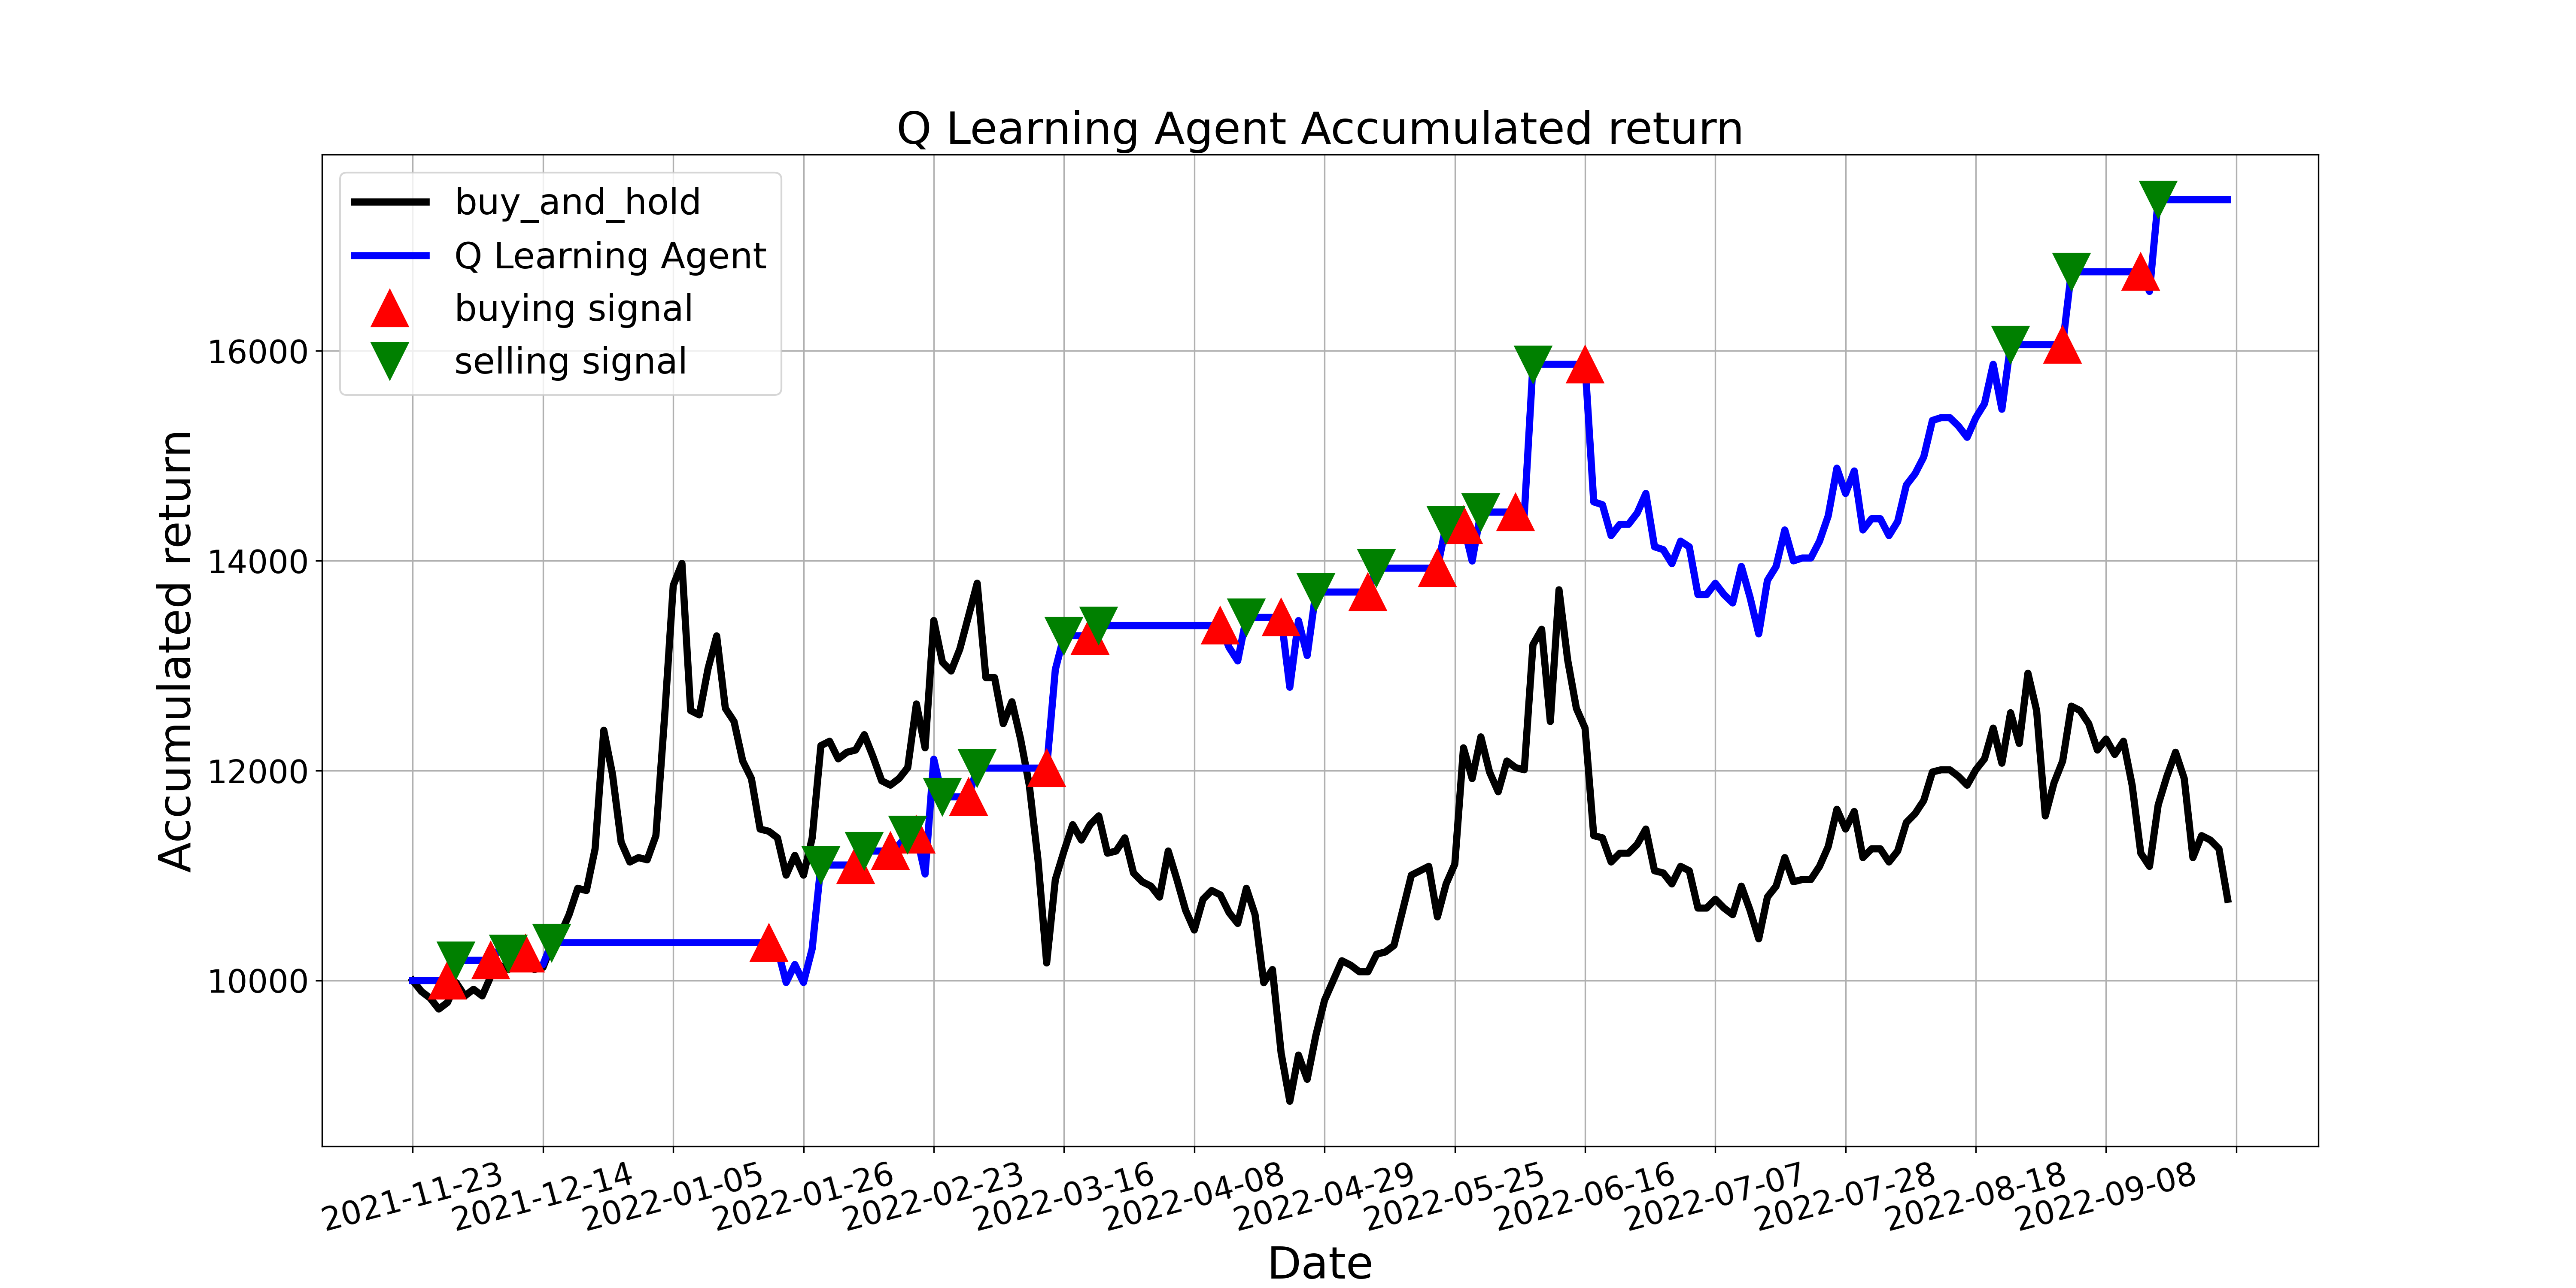 Q Learning Agent Accumulated return
buy_and_hold
Q Learning Agent
buying signal
selling signal
Accumulated return
16000
14000
12000
10000
2021-11-23
2021-12-14
2022-01-05
2022-01-26
2022-02-23
2022-03-16
2022-04-08
2022-04-29
2022-05-25
2022-06-16
2022-07-07
2022-07-28
2022-08-18
2022-09-08
Date